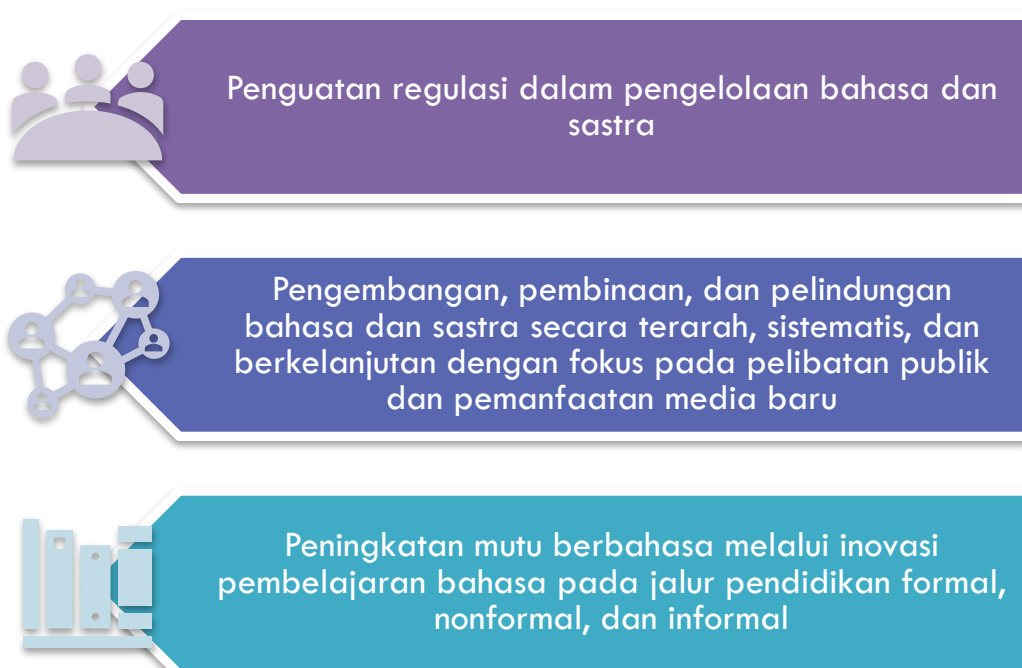 Penguatan regulasi dalam pengelolaan bahasa dan
sastra
Pengembangan, pembinaan, dan pelindungan
bahasa dan sastra secara terarah, sistematis, dan
berkelanjutan dengan fokus pada pelibatan publik
dan pemanfaatan media baru
Peningkatan mutu berbahasa melalui inovasi
pembelajaran bahasa pada jalur pendidikan formal,
nonformal, dan informal